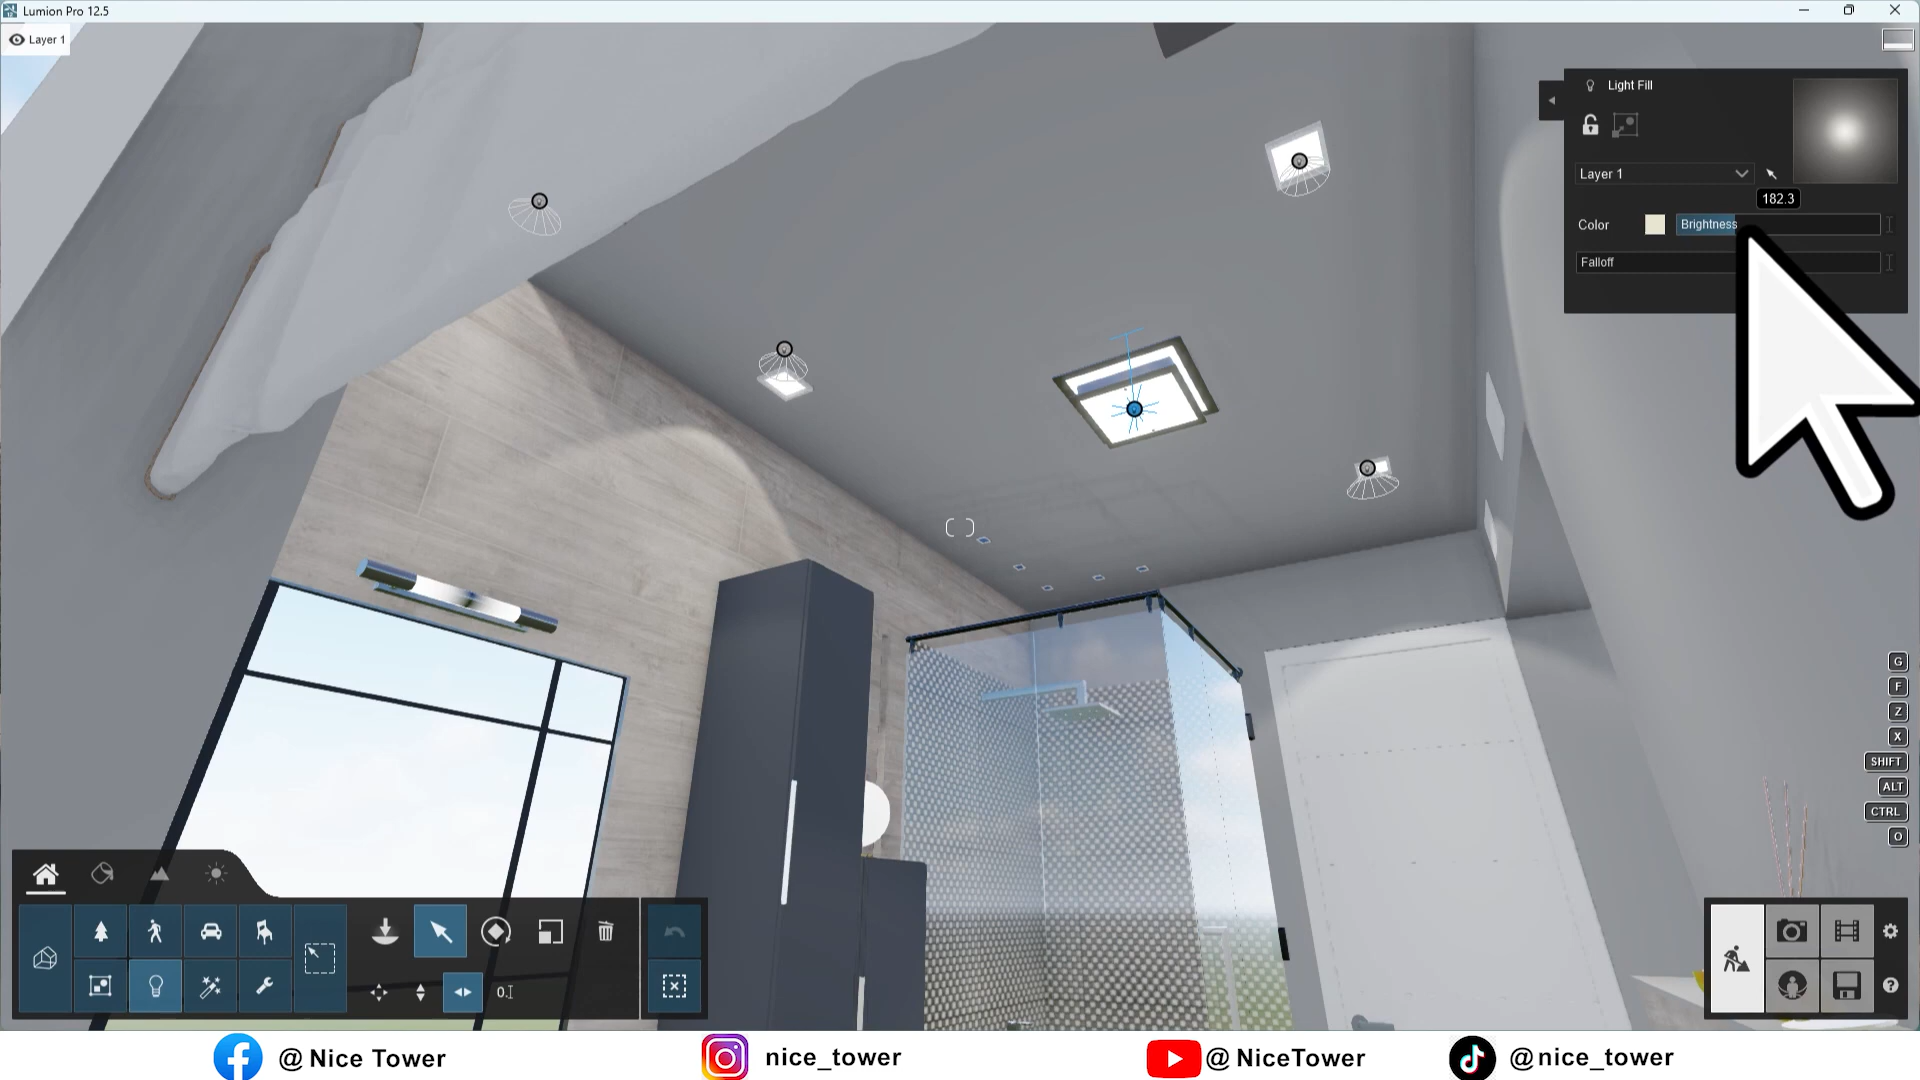 Lumion Pro 12.5
Layer 1
Light Fill
Layer 1
182.3
Color
Brightness
Falloff
G
F
Z
X
SHIFT
ALT
CTRL
O
0.
?
@ Nice Tower
nice_tower
@ NiceTower
@nice_tower